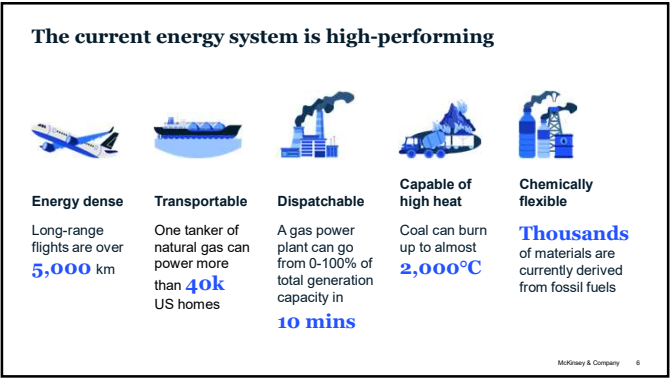 The current energy system is high-performing
Energy dense
Long-range
flights are over
5,000 km
Transportable
One tanker of
natural gas can
power more
than 40k
US homes
Dispatchable
A gas power
plant can go
from 0-100% of
total generation
capacity in
10 mins
Capable of
high heat
Coal can burn
up to almost
2,000°C
Chemically
flexible
Thousands
of materials are
currently derived
from fossil fuels
McKinsey & Company 6